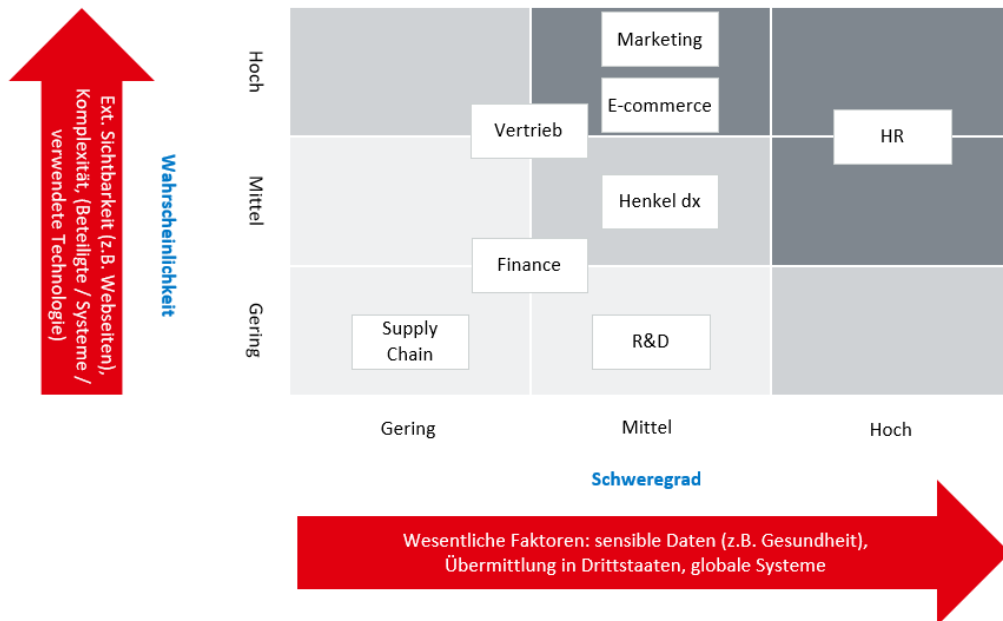 Ext. Sichtbarkeit (z.B. Webseiten),
Komplexität, (Beteiligte / Systeme /
verwendete Technologie)
Wahrscheinlichkeit
Hoch
Mittel
Gering
Marketing
E-commerce
Vertrieb
HR
Henkel dx
Finance
Supply
Chain
R&D
Gering
Mittel
Hoch
Schweregrad
Wesentliche Faktoren: sensible Daten (z.B. Gesundheit),
Übermittlung in Drittstaaten, globale Systeme